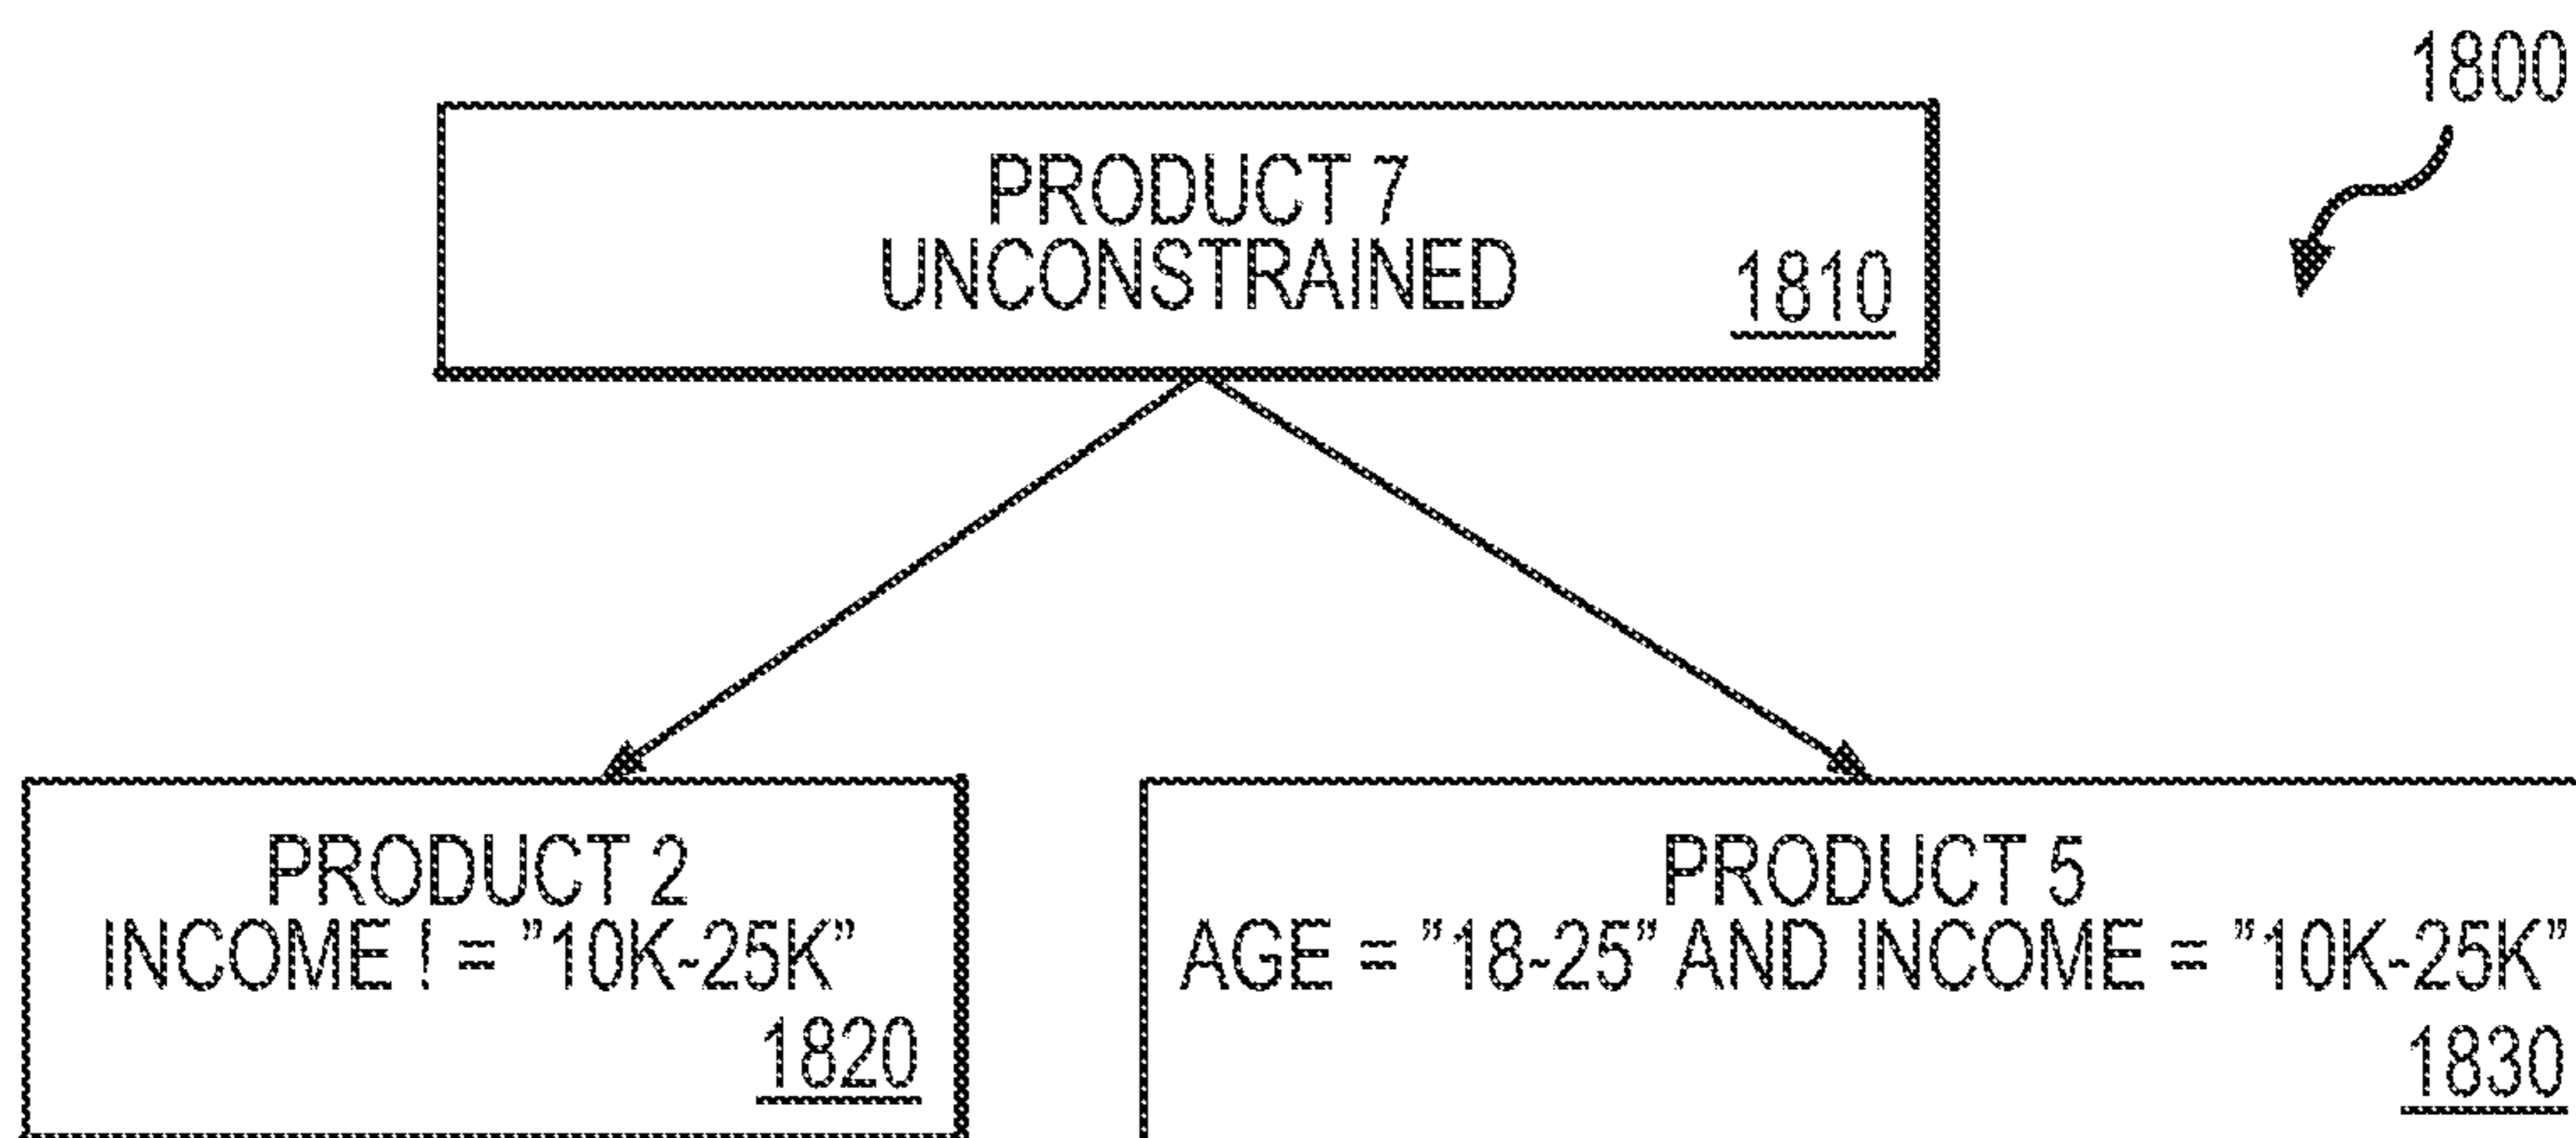 1800
PRODUCT 7
UNCONSTRAINED
1810
PRODUCT 2
INCOME ! = ”10K-25K”
1820
PRODUCT 5
AGE = ”18-25” AND INCOME = ”10K-25K”
1830